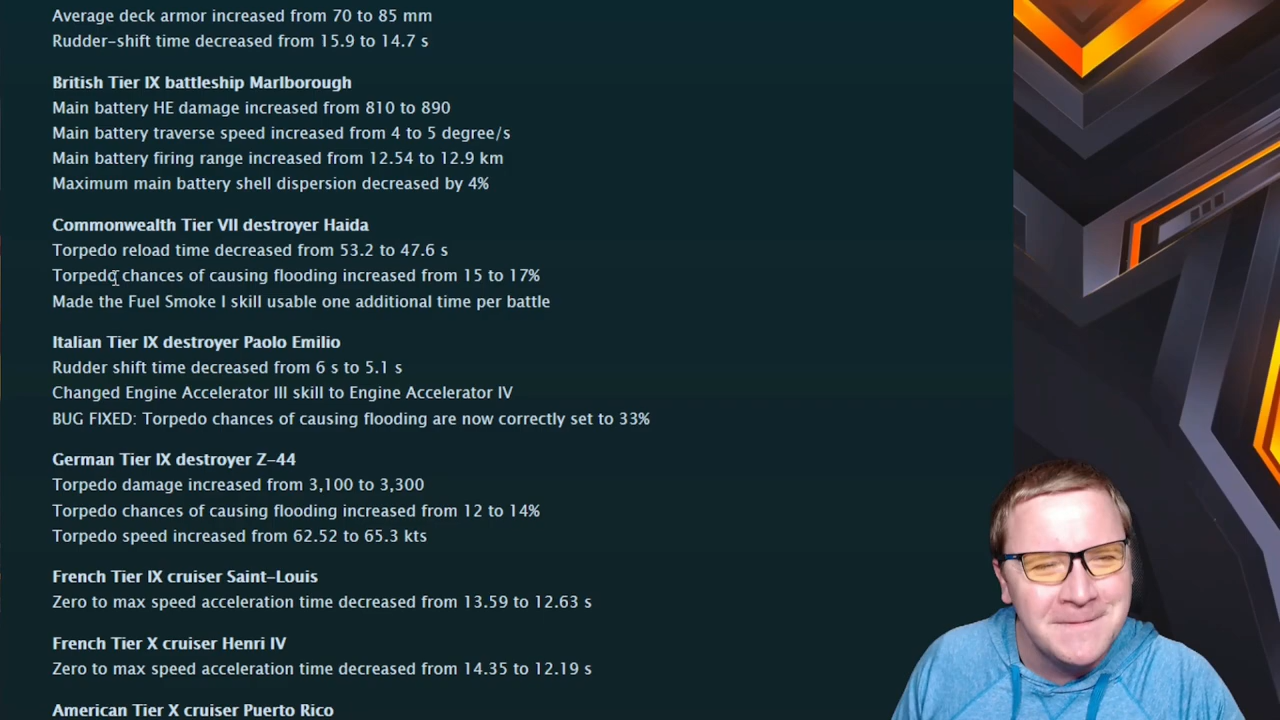 Average deck armor increased from 70 to 85 mm
Rudder-shift time decreased from 15.9 to 14.7 s
British Tier IX battleship Marlborough
Main battery HE damage increased from 810 to 890
Main battery traverse speed increased from 4 to 5 degree/s
Main battery firing range increased from 12.54 to 12.9 km
Maximum main battery shell dispersion decreased by 4%
Commonwealth Tier VII destroyer Haida
Torpedo reload time decreased from 53.2 to 47.6 s
Torpedo chances of causing flooding increased from 15 to 17%
Made the Fuel Smoke I skill usable one additional time per battle
Italian Tier IX destroyer Paolo Emilio
Rudder shift time decreased from 6 s to 5.1 s
Changed Engine Accelerator III skill to Engine Accelerator IV
BUG FIXED: Torpedo chances of causing flooding are now correctly set to 33%
German Tier IX destroyer Z-44
Torpedo damage increased from 3,100 to 3,300
Torpedo chances of causing flooding increased from 12 to 14%
Torpedo speed increased from 62.52 to 65.3 kts
French Tier IX cruiser Saint-Louis
Zero to max speed acceleration time decreased from 13.59 to 12.63 s
French Tier X cruiser Henri IV
Zero to max speed acceleration time decreased from 14.35 to 12.19 s
American Tier X cruiser Puerto Rico